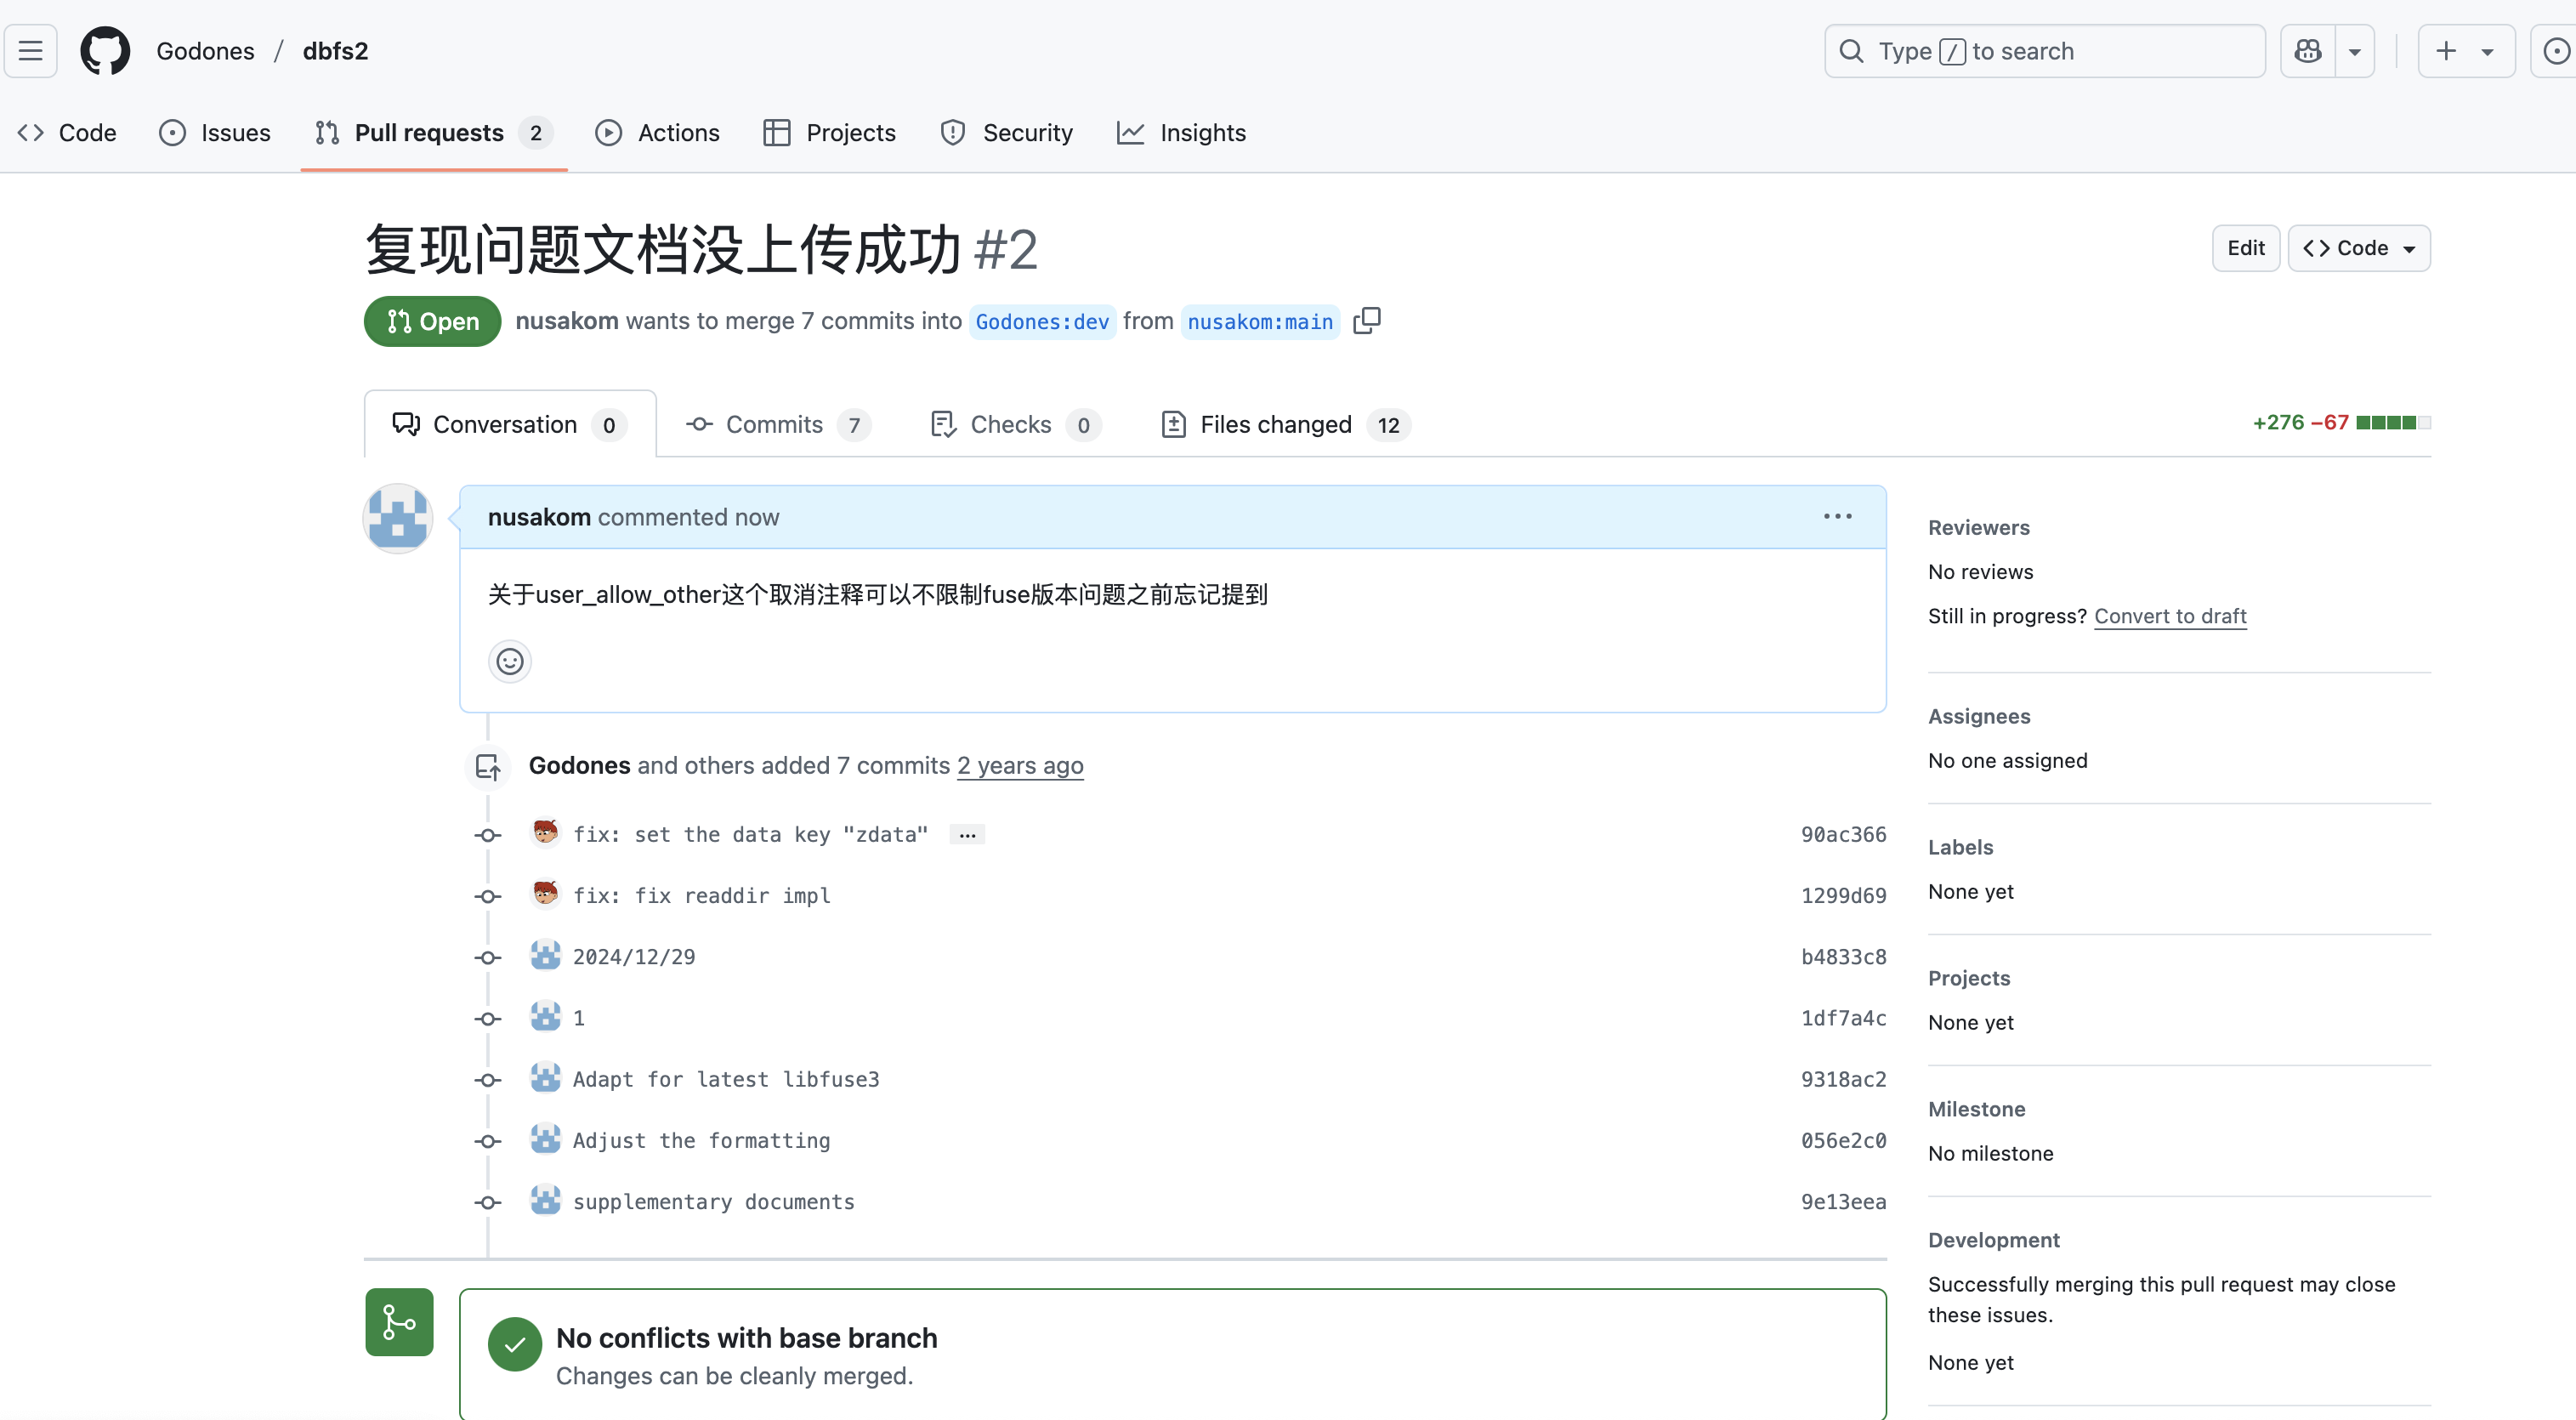 Godones / dbfs2
Type / to search
Code
Issues
Pull requests 2
Actions
Projects
Security
Insights
复现问题文档没上传成功 #2
Edit
Code
Open
nusakom wants to merge 7 commits into Godones:dev from nusakom:main
Conversation 0
Commits 7
Checks 0
Files changed 12
+276 −67
nusakom commented now
关于user_allow_other这个取消注释可以不限制fuse版本问题之前忘记提到
Godones and others added 7 commits 2 years ago
fix: set the data key "zdata" … 90ac366
fix: fix readdir impl 1299d69
2024/12/29 b4833c8
1 1df7a4c
Adapt for latest libfuse3 9318ac2
Adjust the formatting 056e2c0
supplementary documents 9e13eea
No conflicts with base branch
Changes can be cleanly merged.
Reviewers
No reviews
Still in progress? Convert to draft
Assignees
No one assigned
Labels
None yet
Projects
None yet
Milestone
No milestone
Development
Successfully merging this pull request may close
these issues.
None yet